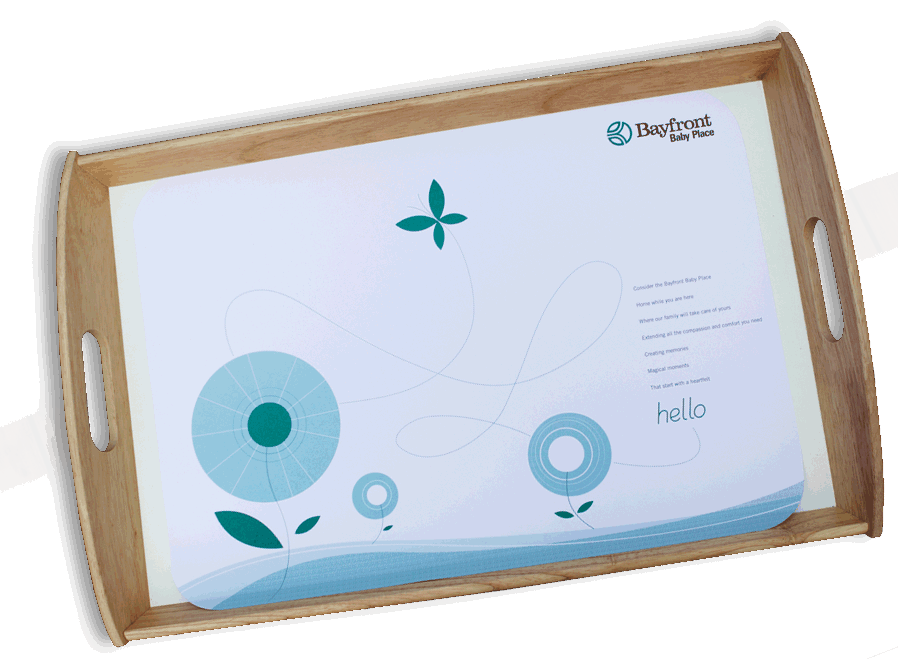 Bayfront
Baby Place
Consider the Bayfront Baby Place
Home while you are here
Where our family will take care of yours
Extending all the compassion and comfort you need
Creating memories
Magical moments
That start with a heartfelt
hello